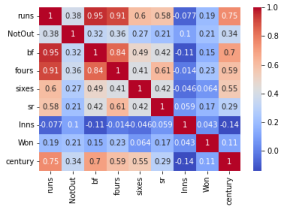 runs 1 0.38 0.95 0.91 0.6 0.58 -0.077 0.19 0.75
NotOut 0.38 1 0.32 0.36 0.27 0.21 0.1 0.21 0.34
bf 0.95 0.32 1 0.84 0.49 0.42 -0.11 0.15 0.7
fours 0.91 0.36 0.84 1 0.41 0.61 -0.014 0.23 0.59
sixes 0.6 0.27 0.49 0.41 1 0.42 -0.046 0.064 0.55
sr 0.58 0.21 0.42 0.61 0.42 1 0.059 0.17 0.29
Inns -0.077 0.1 -0.11 -0.014 -0.046 0.059 1 0.043 -0.14
Won 0.19 0.21 0.15 0.23 0.064 0.17 0.043 1 0.11
century 0.75 0.34 0.7 0.59 0.55 0.29 -0.14 0.11 1
runs NotOut bf fours sixes sr Inns Won century
1.0
0.8
0.6
0.4
0.2
0.0